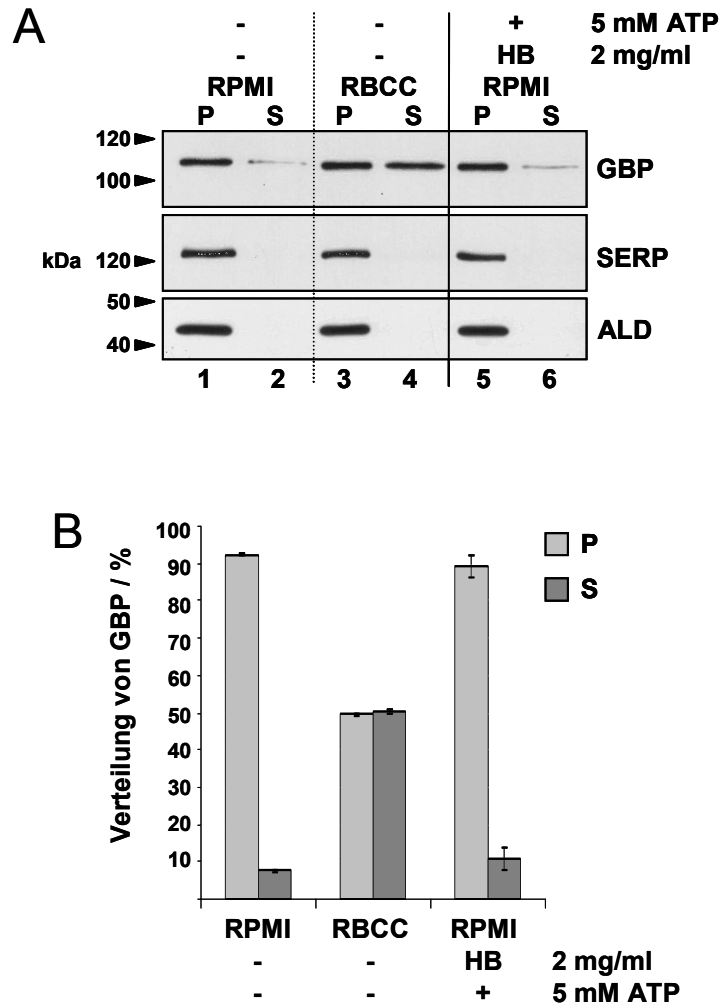 A
- - + 5 mM ATP
- - HB 2 mg/ml
RPMI RBCC RPMI
P S P S P S
120
100
GBP
kDa 120
SERP
50
40
ALD
1 2 3 4 5 6
B
Verteilung von GBP / %
100
90
80
70
60
50
40
30
20
10
P
S
RPMI RBCC RPMI
- - HB 2 mg/ml
- - + 5 mM ATP